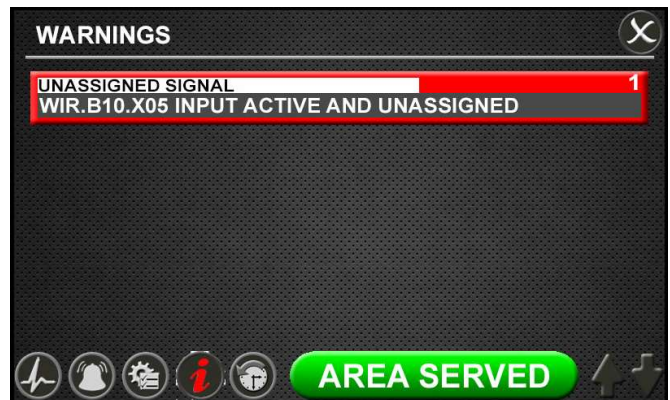 WARNINGS
UNASSIGNED SIGNAL 1
WIR.B10.X05 INPUT ACTIVE AND UNASSIGNED
AREA SERVED